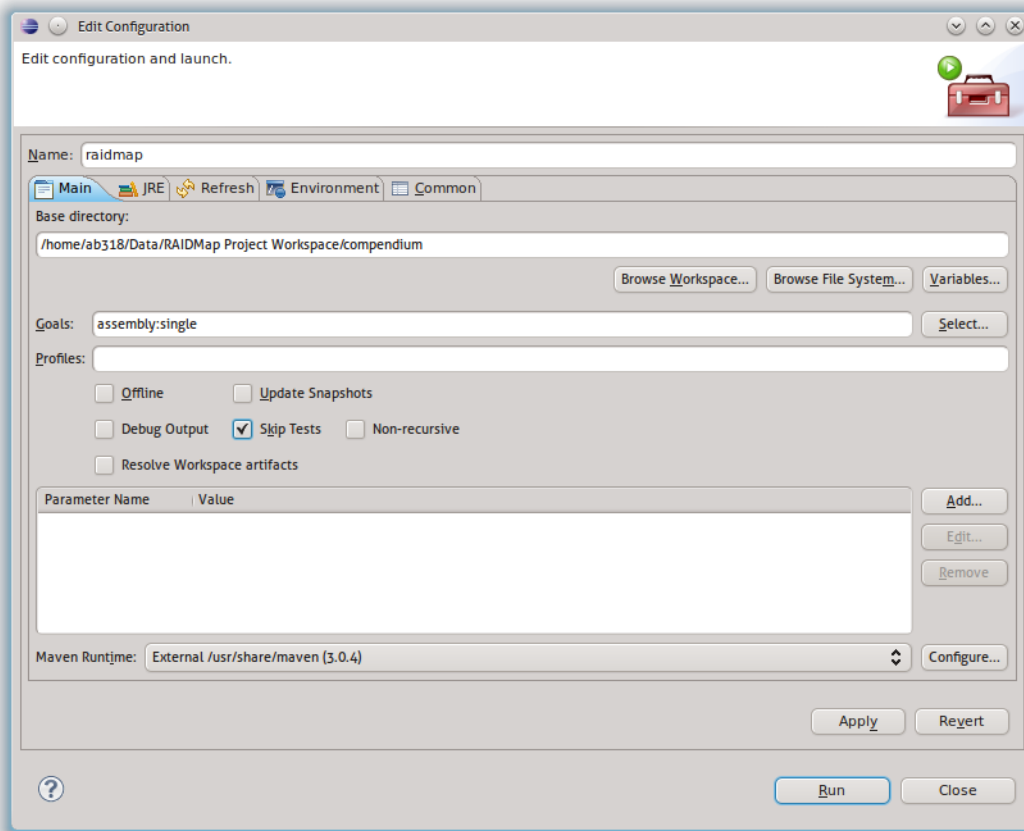 Edit Configuration
Edit configuration and launch.
Name: raidmap
Main JRE Refresh Environment Common
Base directory:
/home/ab318/Data/RAIDMap Project Workspace/compendium
Browse Workspace... Browse File System... Variables...
Goals: assembly:single Select...
Profiles:
Offline Update Snapshots
Debug Output Skip Tests Non-recursive
Resolve Workspace artifacts
Parameter Name Value Add...
Edit...
Remove
Maven Runtime: External /usr/share/maven (3.0.4) Configure...
Apply Revert
? Run Close